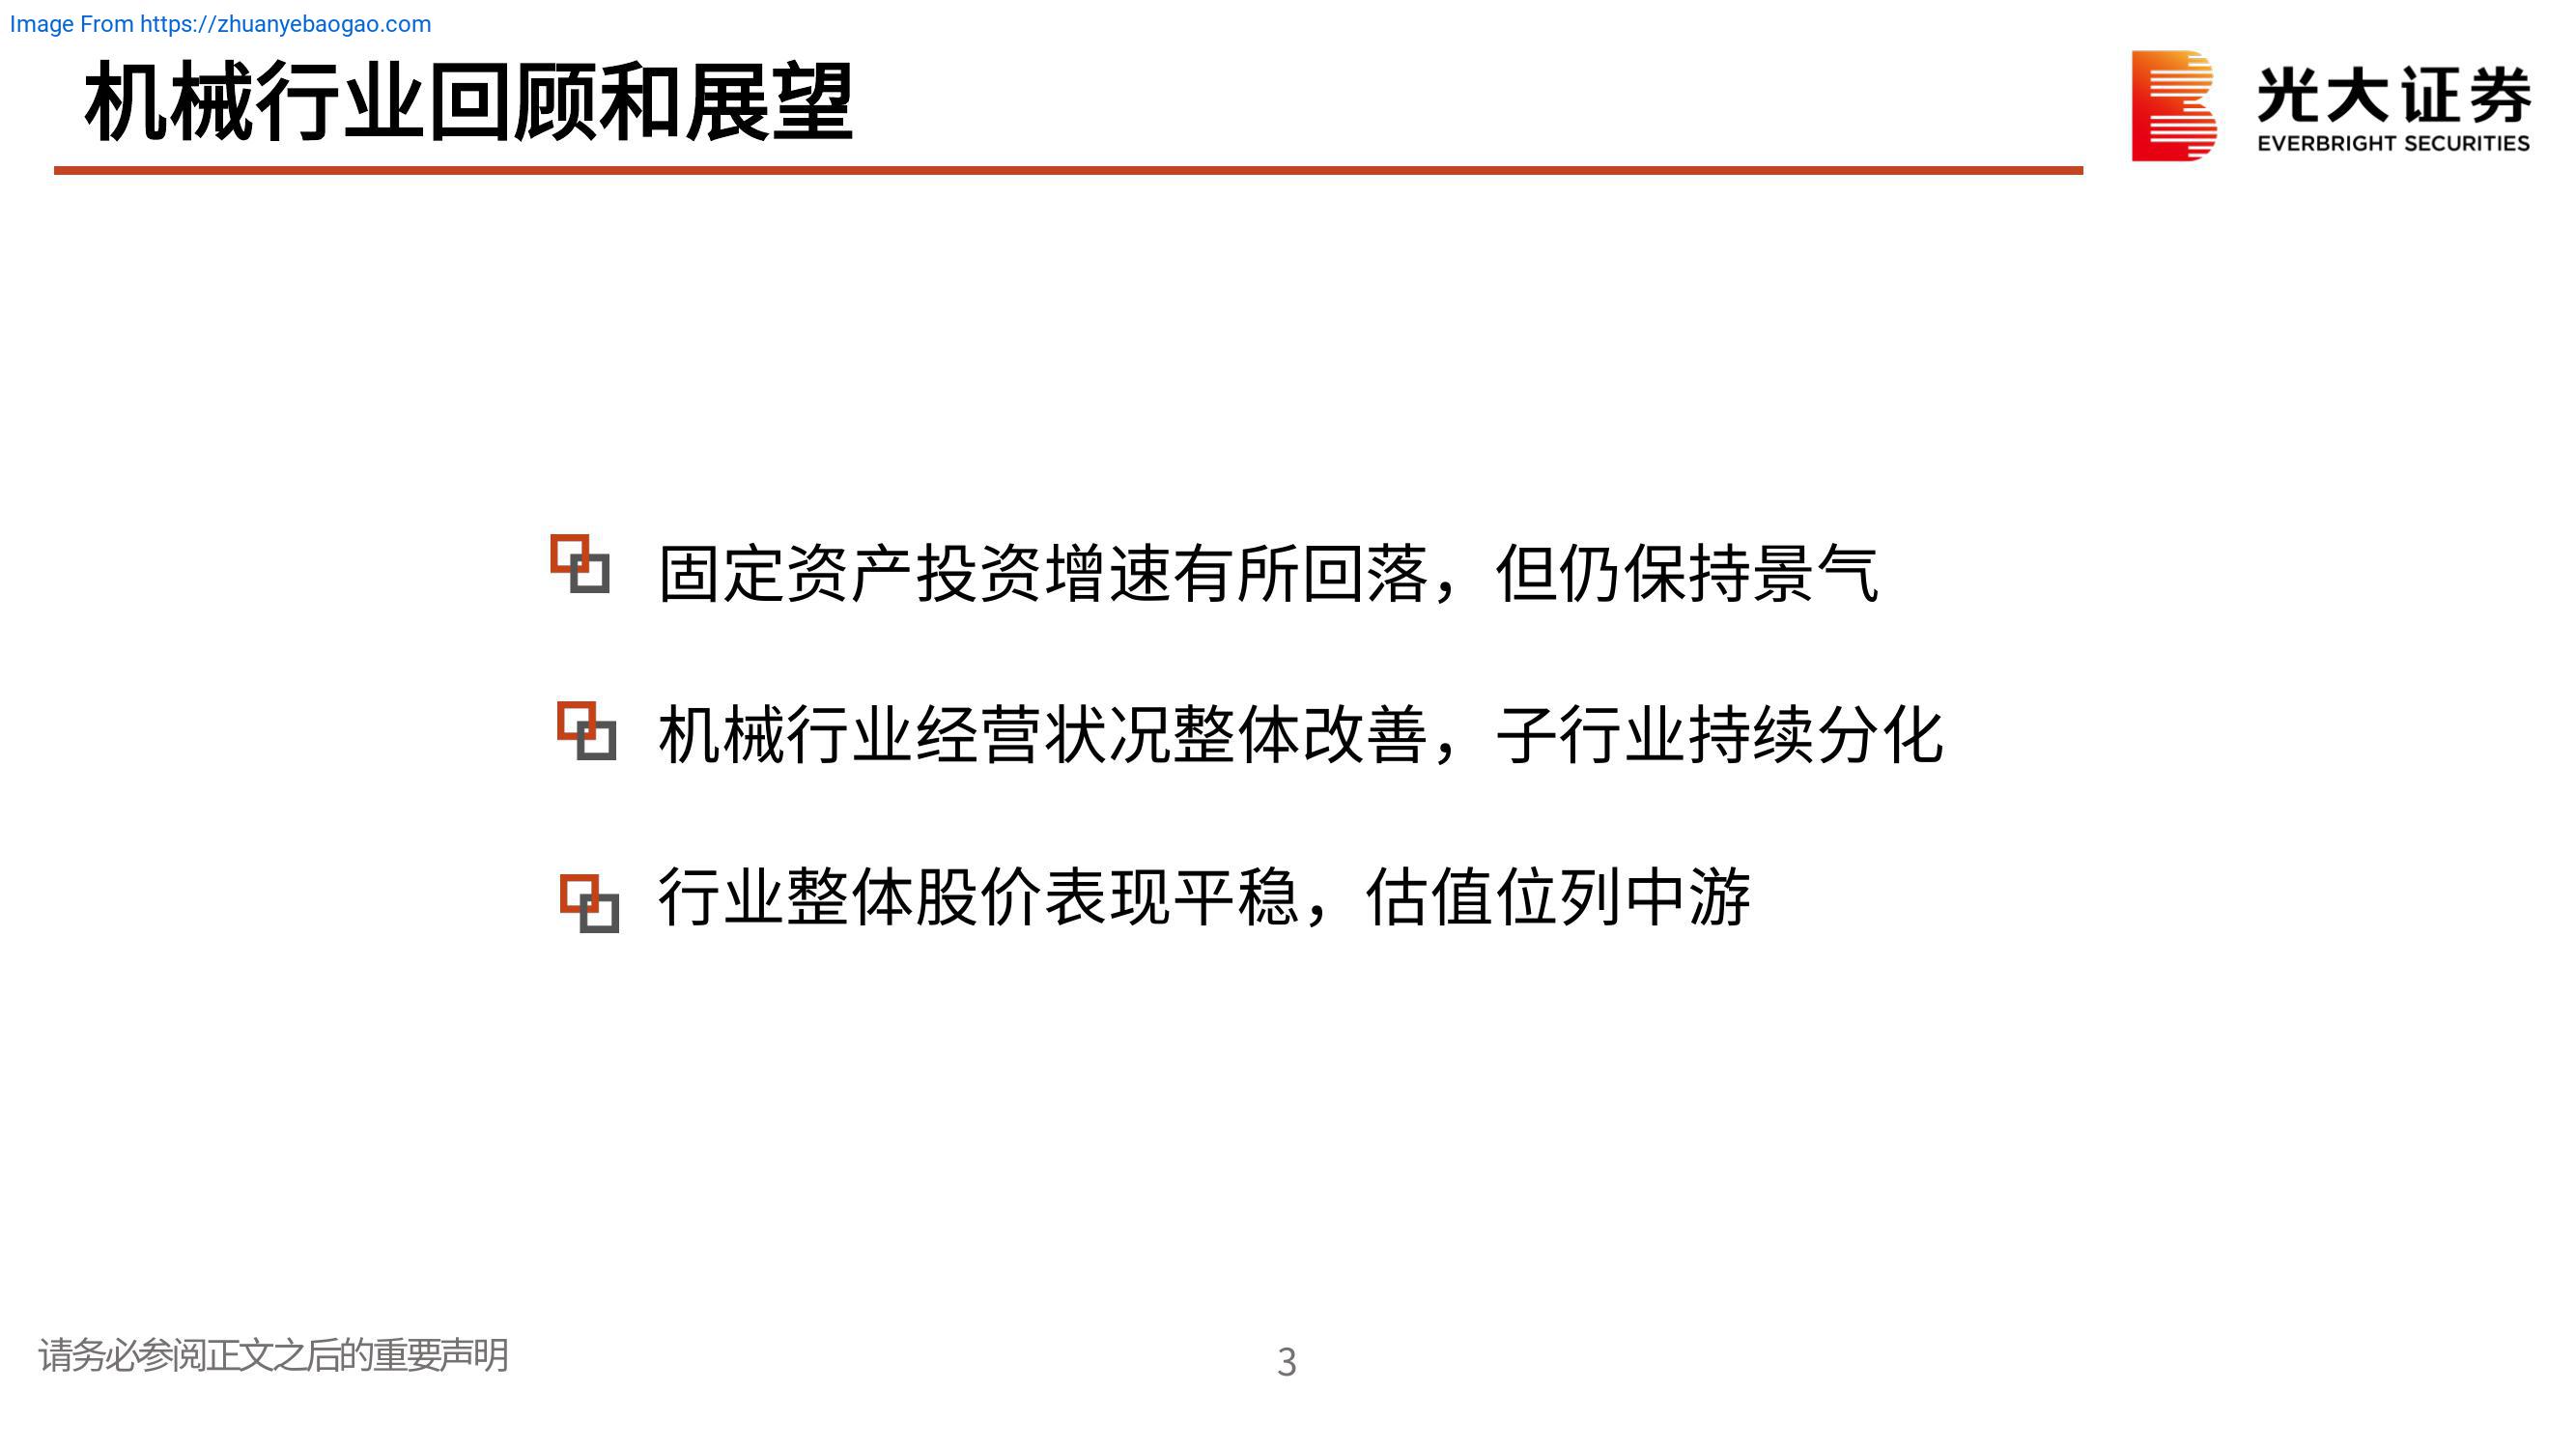 Image From https://zhuanyebaogao.com
机械行业回顾和展望
光大证券
EVERBRIGHT SECURITIES
固定资产投资增速有所回落，但仍保持景气
机械行业经营状况整体改善，子行业持续分化
行业整体股价表现平稳，估值位列中游
请务必参阅正文之后的重要声明
3